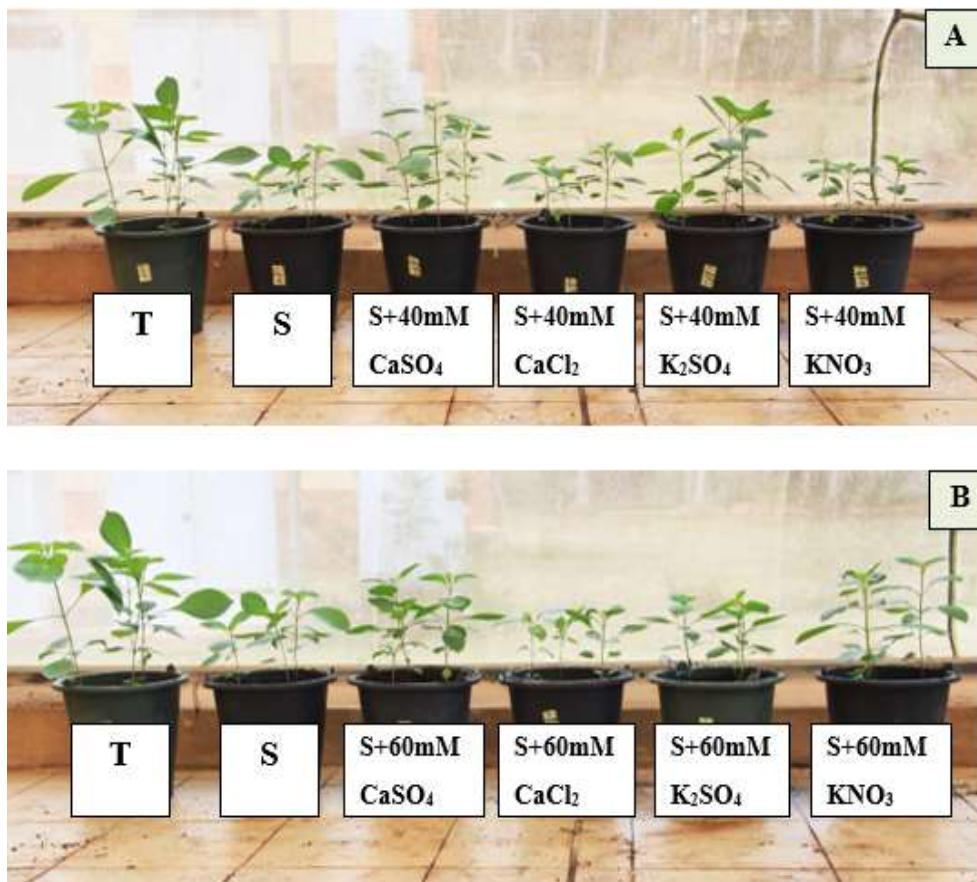 A
T
S
S+40mM
CaSO₄
S+40mM
CaCl₂
S+40mM
K₂SO₄
S+40mM
KNO₃
B
T
S
S+60mM
CaSO₄
S+60mM
CaCl₂
S+60mM
K₂SO₄
S+60mM
KNO₃